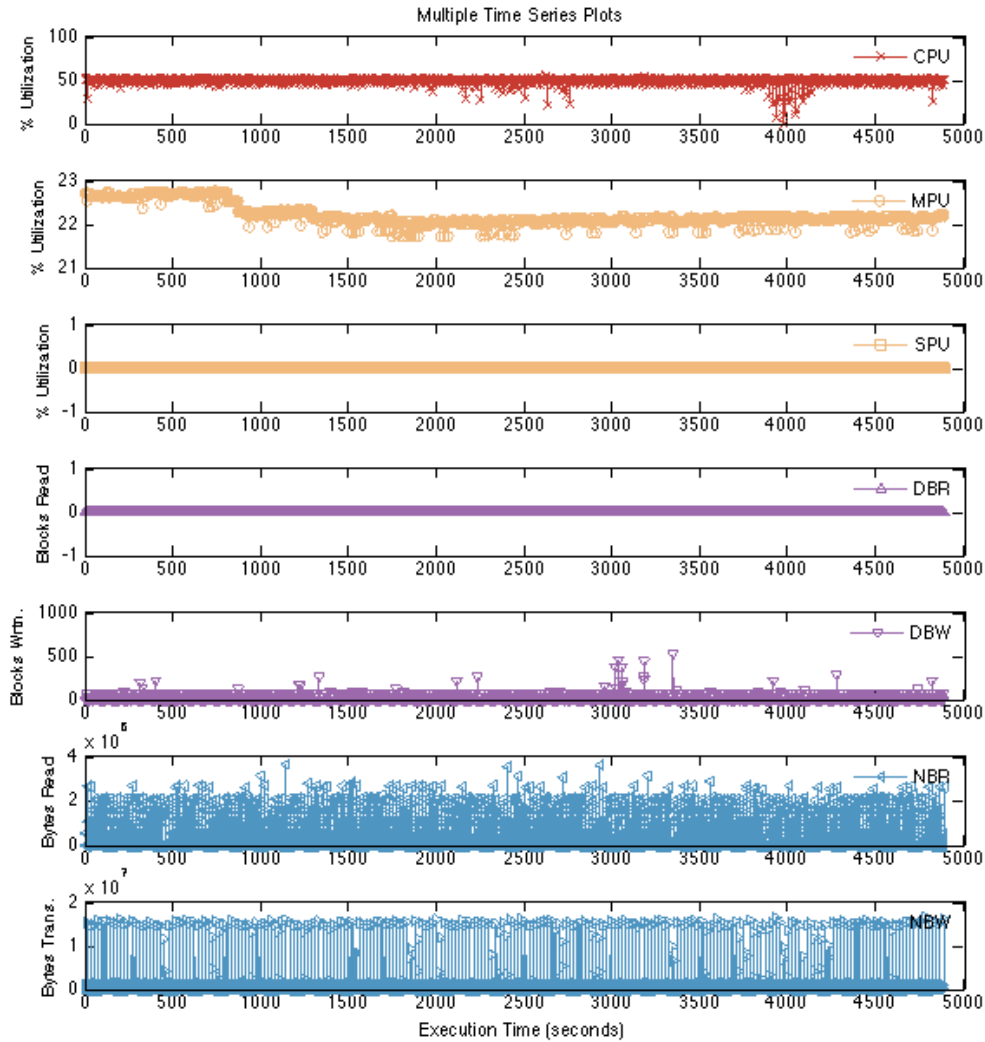 Multiple Time Series Plots
100
50
0
% Utilization
CPU
0 500 1000 1500 2000 2500 3000 3500 4000 4500 5000
23
22
21
% Utilization
MPU
0 500 1000 1500 2000 2500 3000 3500 4000 4500 5000
1
0
-1
% Utilization
SPU
0 500 1000 1500 2000 2500 3000 3500 4000 4500 5000
1
0
-1
Blocks Read
DBR
0 500 1000 1500 2000 2500 3000 3500 4000 4500 5000
1000
500
0
Blocks Wrtn.
DBW
0 500 1000 1500 2000 2500 3000 3500 4000 4500 5000
4
2
0
Bytes Read
NBR
0 500 1000 1500 2000 2500 3000 3500 4000 4500 5000
x 10^7
2
1
0
Bytes Trans.
NBW
0 500 1000 1500 2000 2500 3000 3500 4000 4500 5000
Execution Time (seconds)